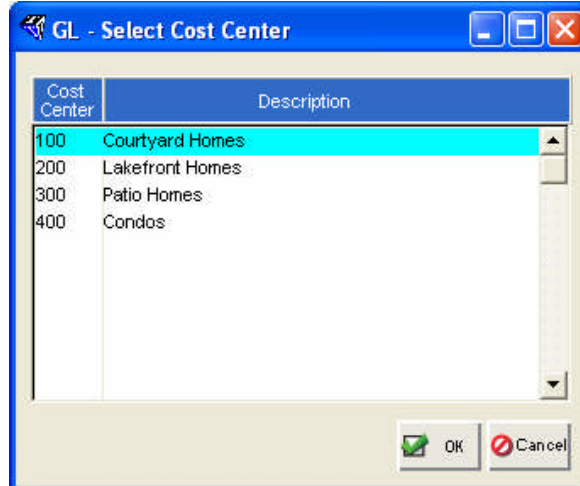 GL - Select Cost Center
Cost Center Description
100 Courtyard Homes
200 Lakefront Homes
300 Patio Homes
400 Condos
OK Cancel